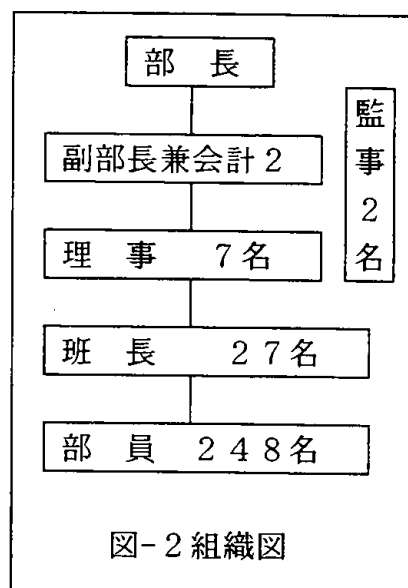 部 長
監事2名
副部長兼会計2
理 事 7名
班 長 27名
部 員 248名
図-2組織図